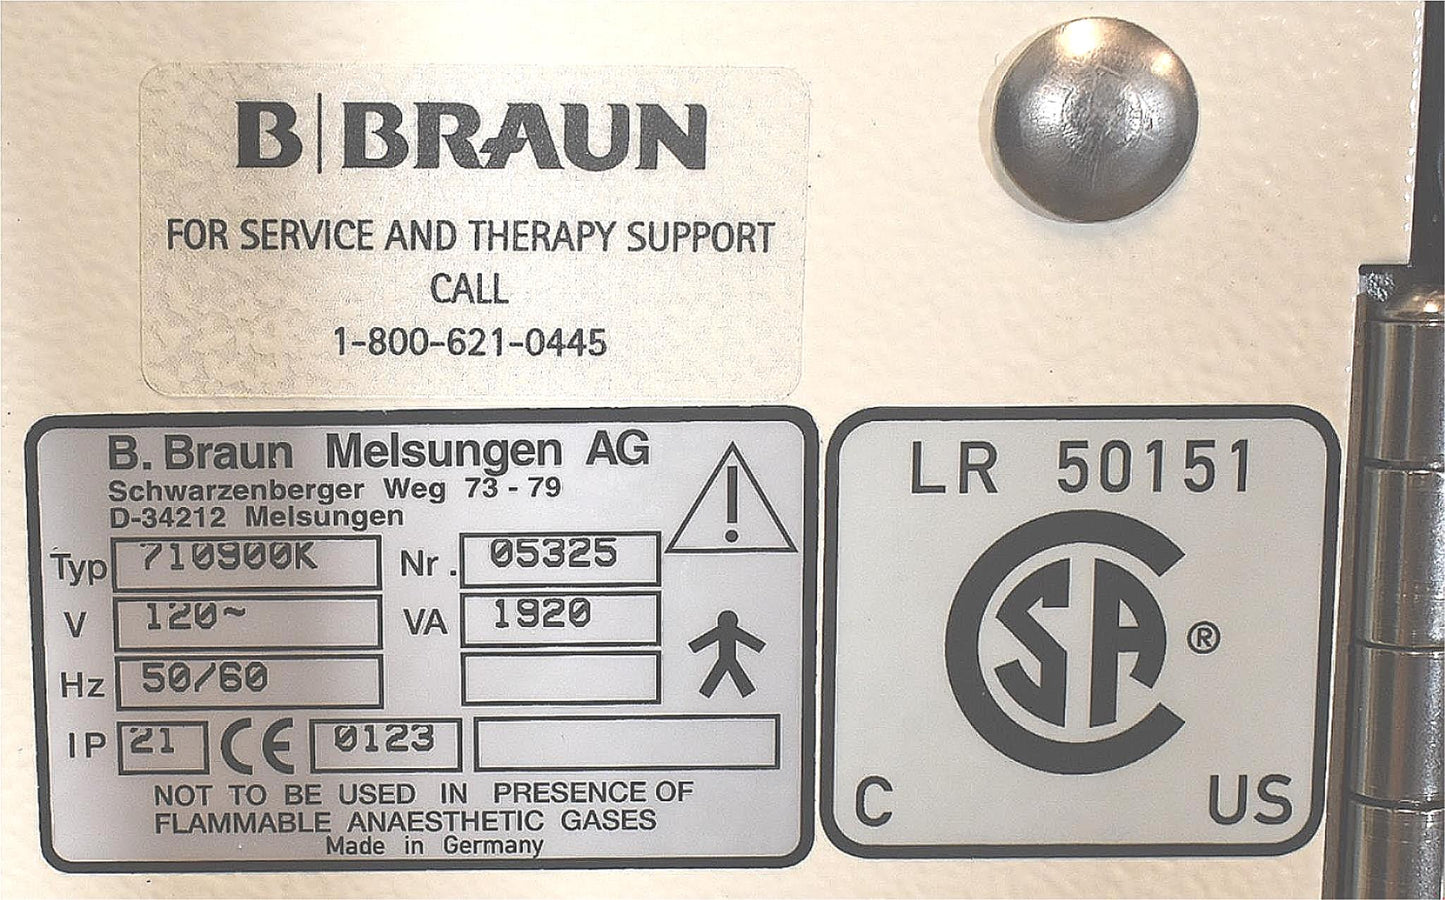 B|BRAUN
FOR SERVICE AND THERAPY SUPPORT
CALL
1-800-621-0445
B. Braun Melsungen AG
Schwarzenberger Weg 73 - 79
D-34212 Melsungen
Typ 710900K Nr. 05325
V 120~ VA 1920
Hz 50/60
IP 21 CE 0123
NOT TO BE USED IN PRESENCE OF
FLAMMABLE ANAESTHETIC GASES
Made in Germany
LR 50151
CSA ®
C US